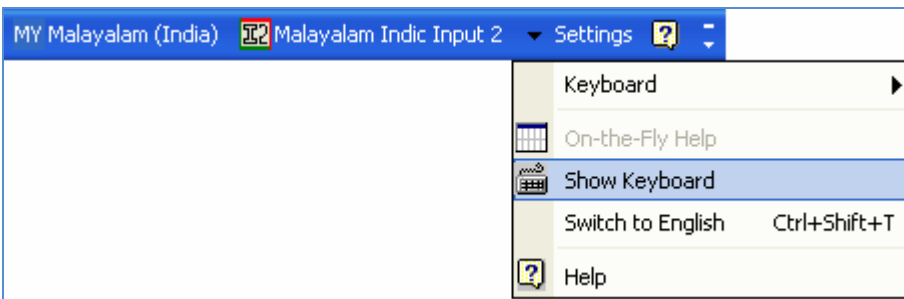 MY Malayalam (India) I2 Malayalam Indic Input 2 Settings ?
Keyboard
On-the-Fly Help
Show Keyboard
Switch to English Ctrl+Shift+T
? Help